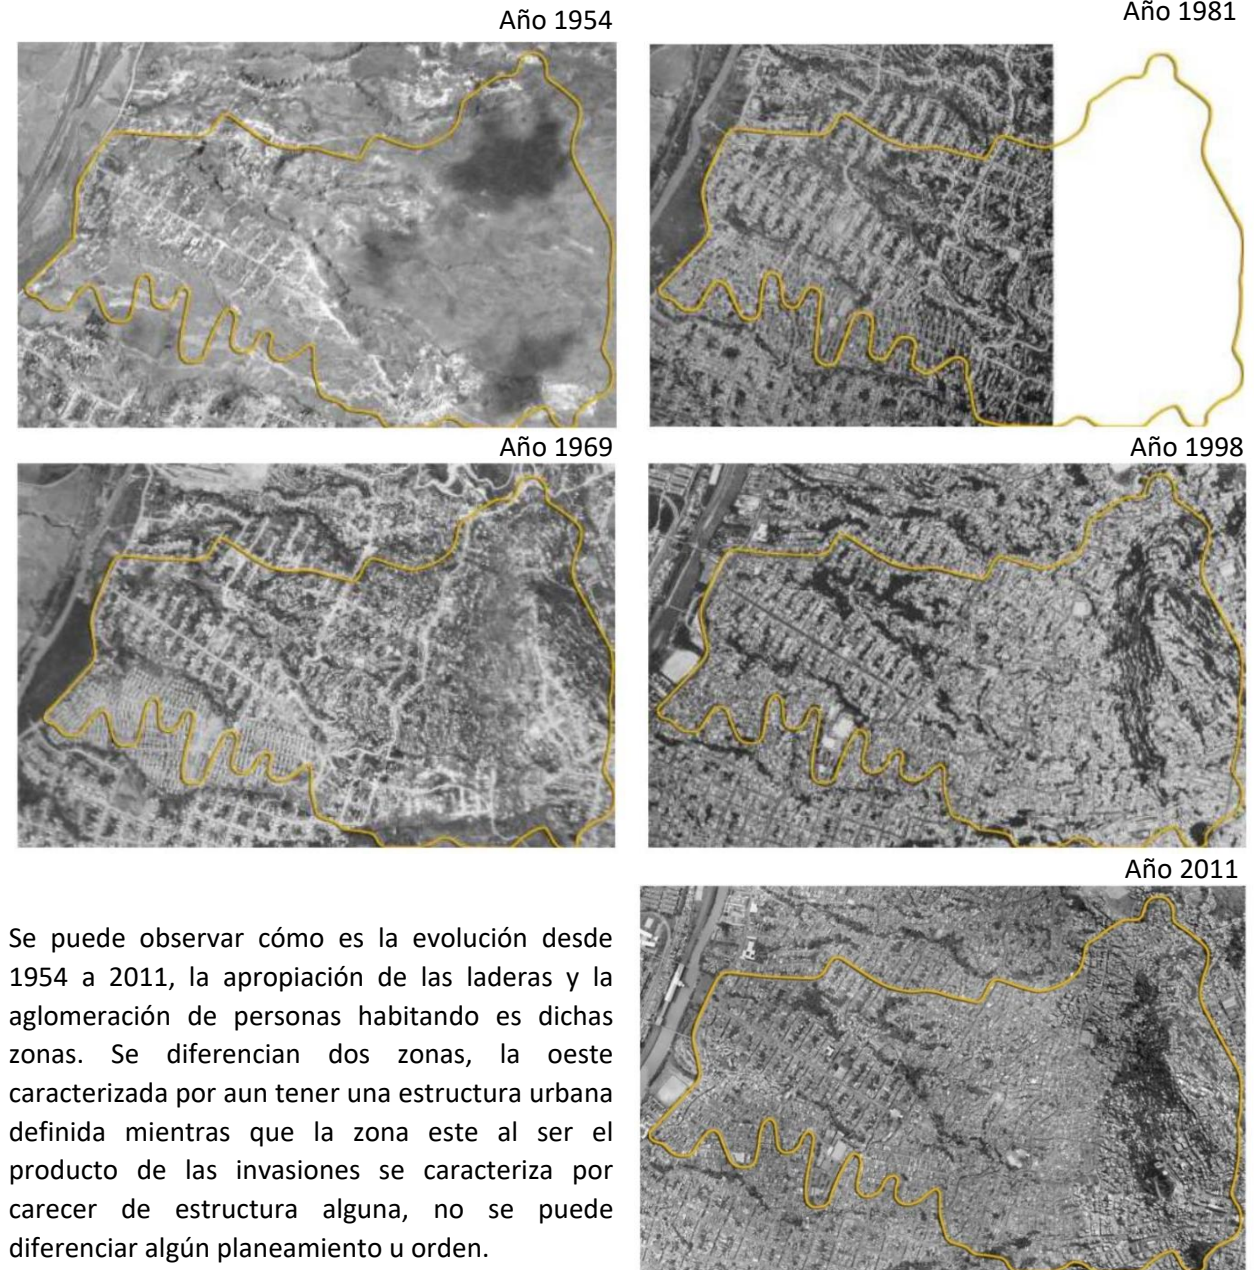 Año 1954
Año 1981
Año 1969
Año 1998
Año 2011
Se puede observar cómo es la evolución desde
1954 a 2011, la apropiación de las laderas y la
aglomeración de personas habitando es dichas
zonas. Se diferencian dos zonas, la oeste
caracterizada por aun tener una estructura urbana
definida mientras que la zona este al ser el
producto de las invasiones se caracteriza por
carecer de estructura alguna, no se puede
diferenciar algún planeamiento u orden.